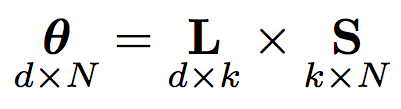 θ = L × S
d×N d×k k×N